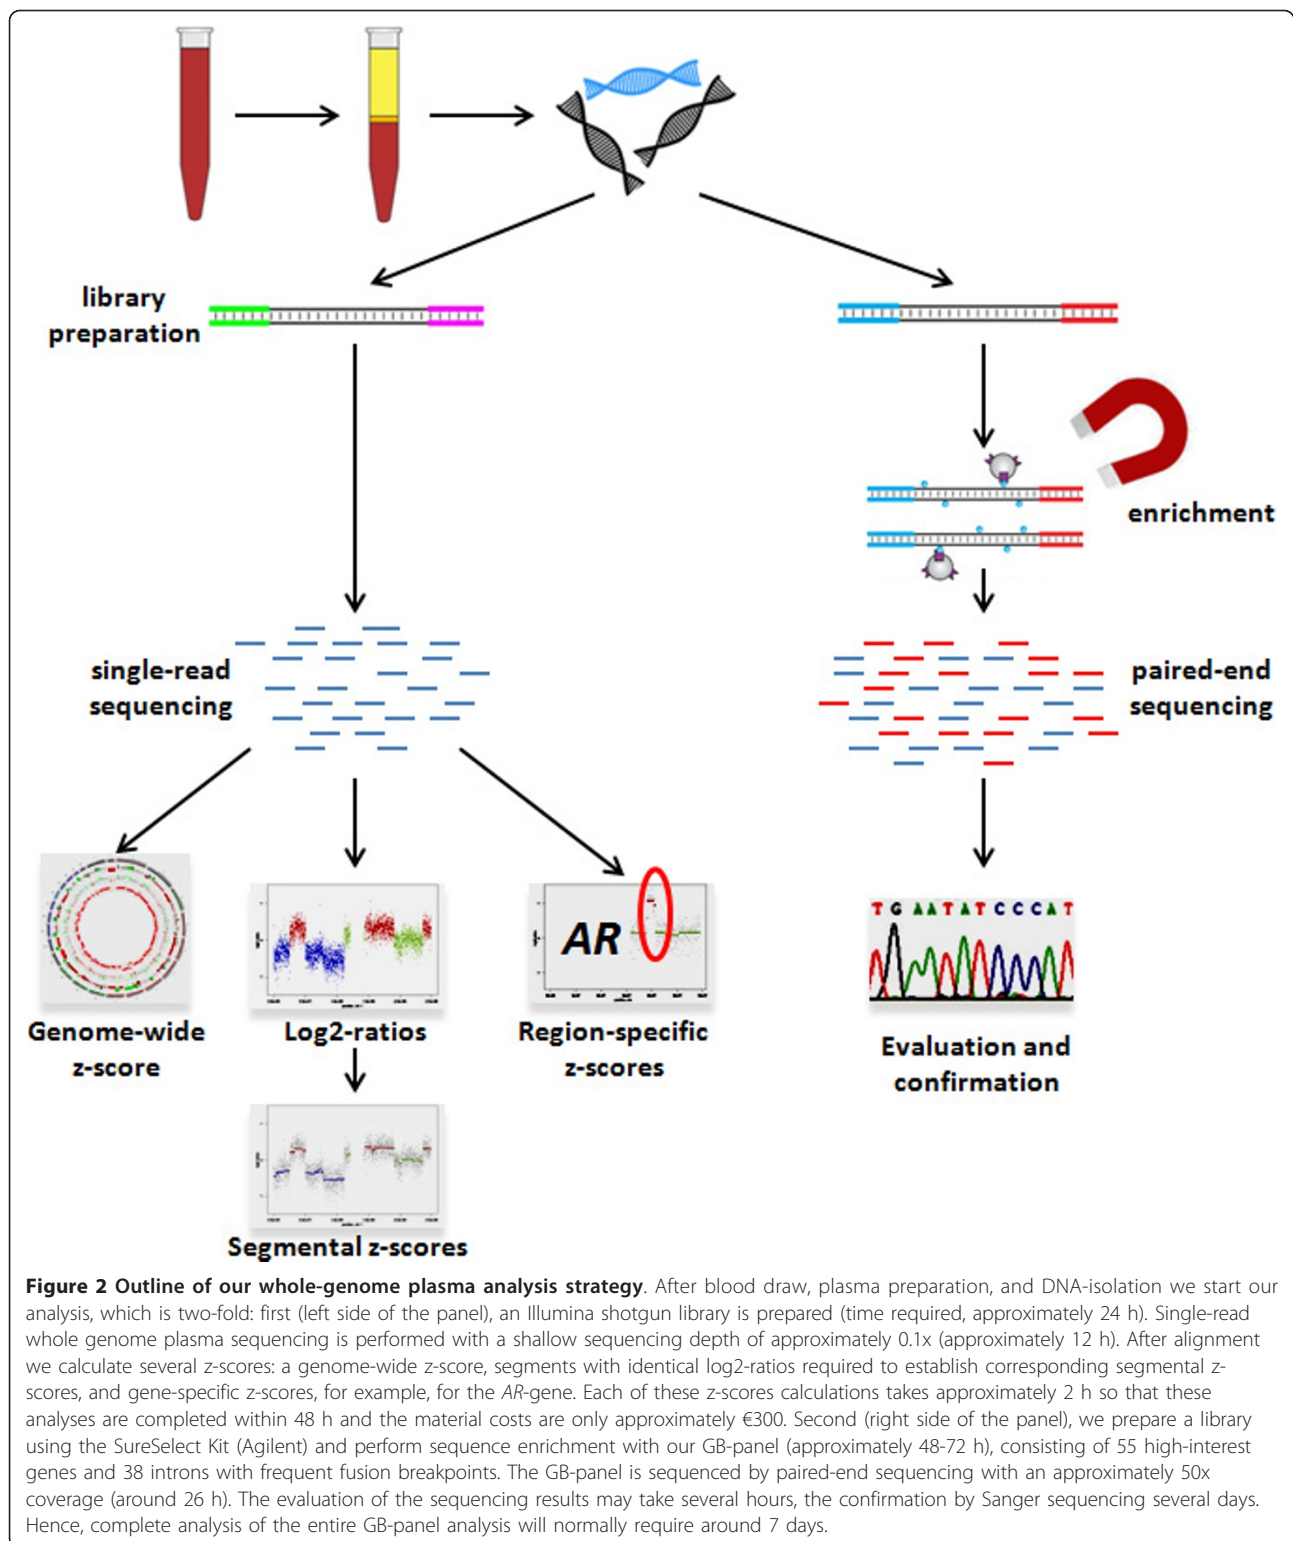 library
preparation
enrichment
single-read
sequencing
paired-end
sequencing
AR
T G A A T A T C C C A T
Genome-wide
z-score
Log2-ratios
Region-specific
z-scores
Evaluation and
confirmation
Segmental z-scores
Figure 2 Outline of our whole-genome plasma analysis strategy. After blood draw, plasma preparation, and DNA-isolation we start our
analysis, which is two-fold: first (left side of the panel), an Illumina shotgun library is prepared (time required, approximately 24 h). Single-read
whole genome plasma sequencing is performed with a shallow sequencing depth of approximately 0.1x (approximately 12 h). After alignment
we calculate several z-scores: a genome-wide z-score, segments with identical log2-ratios required to establish corresponding segmental z-
scores, and gene-specific z-scores, for example, for the AR-gene. Each of these z-scores calculations takes approximately 2 h so that these
analyses are completed within 48 h and the material costs are only approximately €300. Second (right side of the panel), we prepare a library
using the SureSelect Kit (Agilent) and perform sequence enrichment with our GB-panel (approximately 48-72 h), consisting of 55 high-interest
genes and 38 introns with frequent fusion breakpoints. The GB-panel is sequenced by paired-end sequencing with an approximately 50x
coverage (around 26 h). The evaluation of the sequencing results may take several hours, the confirmation by Sanger sequencing several days.
Hence, complete analysis of the entire GB-panel analysis will normally require around 7 days.